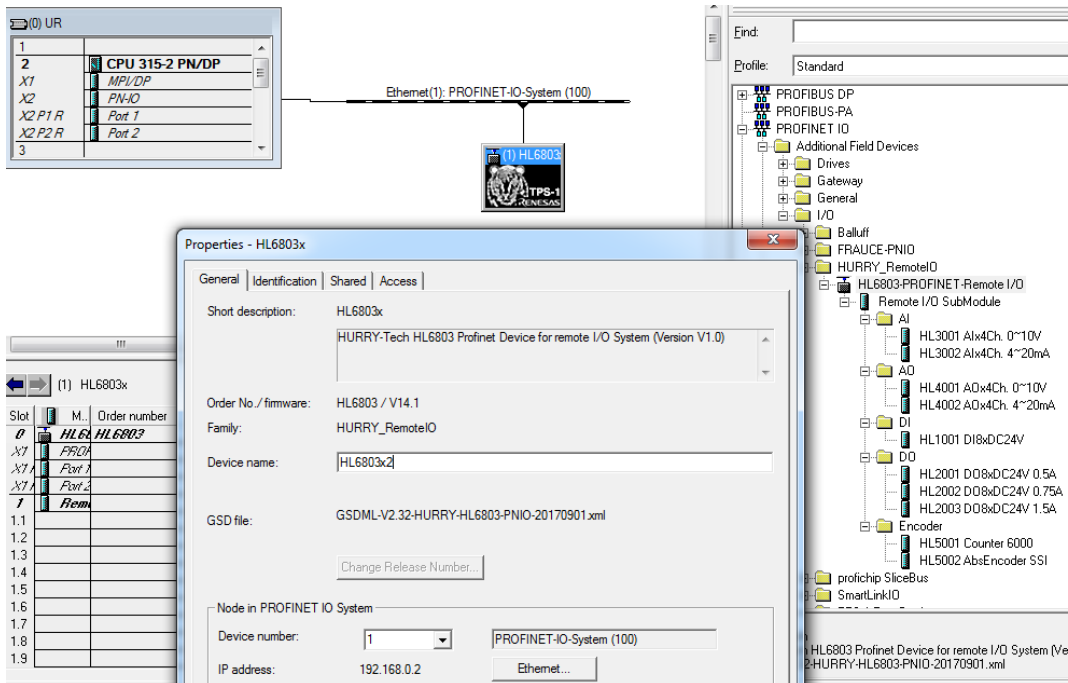 (0) UR
1
2 CPU 315-2 PN/DP
X1 MPI/DP
X2 PN-IO
X2 P1 R Port 1
X2 P2 R Port 2
3
Ethernet(1): PROFINET-IO-System (100)
(1) HL6803x
TPS-1
RENESAS
Find:
Profile: Standard
PROFIBUS DP
PROFIBUS-PA
PROFINET IO
Additional Field Devices
Drives
Gateway
General
I/O
Balluff
FRAUCE-PNIO
HURRY_RemoteIO
HL6803-PROFINET-Remote I/O
Remote I/O SubModule
AI
HL3001 AIx4Ch. 0~10V
HL3002 AIx4Ch. 4~20mA
AO
HL4001 AOx4Ch. 0~10V
HL4002 AOx4Ch. 4~20mA
DI
HL1001 DI8xDC24V
DO
HL2001 DO8xDC24V 0.5A
HL2002 DO8xDC24V 0.75A
HL2003 DO8xDC24V 1.5A
Encoder
HL5001 Counter 6000
HL5002 AbsEncoder SSI
profichip SliceBus
SmartLinkIO
HL6803 Profinet Device for remote I/O System (Ve
2-HURRY-HL6803-PNIO-20170901.xml
Properties - HL6803x
General Identification Shared Access
Short description: HL6803x
HURRY-Tech HL6803 Profinet Device for remote I/O System (Version V1.0)
Order No./ firmware: HL6803 / V14.1
Family: HURRY_RemoteIO
Device name: HL6803x2
GSD file: GSDML-V2.32-HURRY-HL6803-PNIO-20170901.xml
Change Release Number...
Node in PROFINET IO System
Device number: 1 PROFINET-IO-System (100)
IP address: 192.168.0.2 Ethernet...
(1) HL6803x
Slot M... Order number
0 HL68 HL6803
X1 PROF
X1 Port 1
X1 Port 2
1 Rem
1.1
1.2
1.3
1.4
1.5
1.6
1.7
1.8
1.9